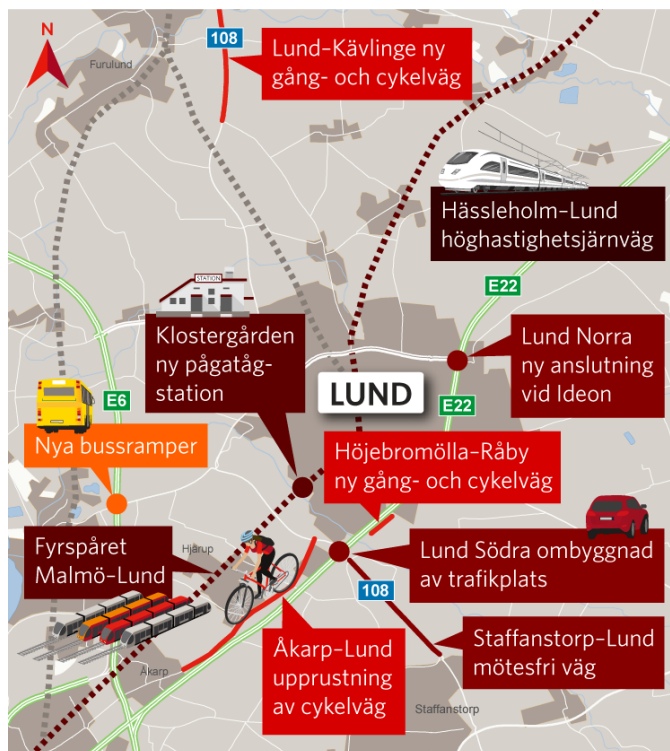 N
108
Lund–Kävlinge ny
gång- och cykelväg
Furulund
Hässleholm–Lund
höghastighetsjärnväg
STATION
E22
Klostergården
ny pågatåg-
station
Lund Norra
ny anslutning
vid Ideon
LUND
E6
E22
Nya bussramper
Höjebromölla–Råby
ny gång- och cykelväg
Fyrspåret
Malmö–Lund
Hjärup
Lund Södra ombyggnad
av trafikplats
108
Åkarp–Lund
upprustning
av cykelväg
Staffanstorp–Lund
mötesfri väg
Åkarp
Staffanstorp